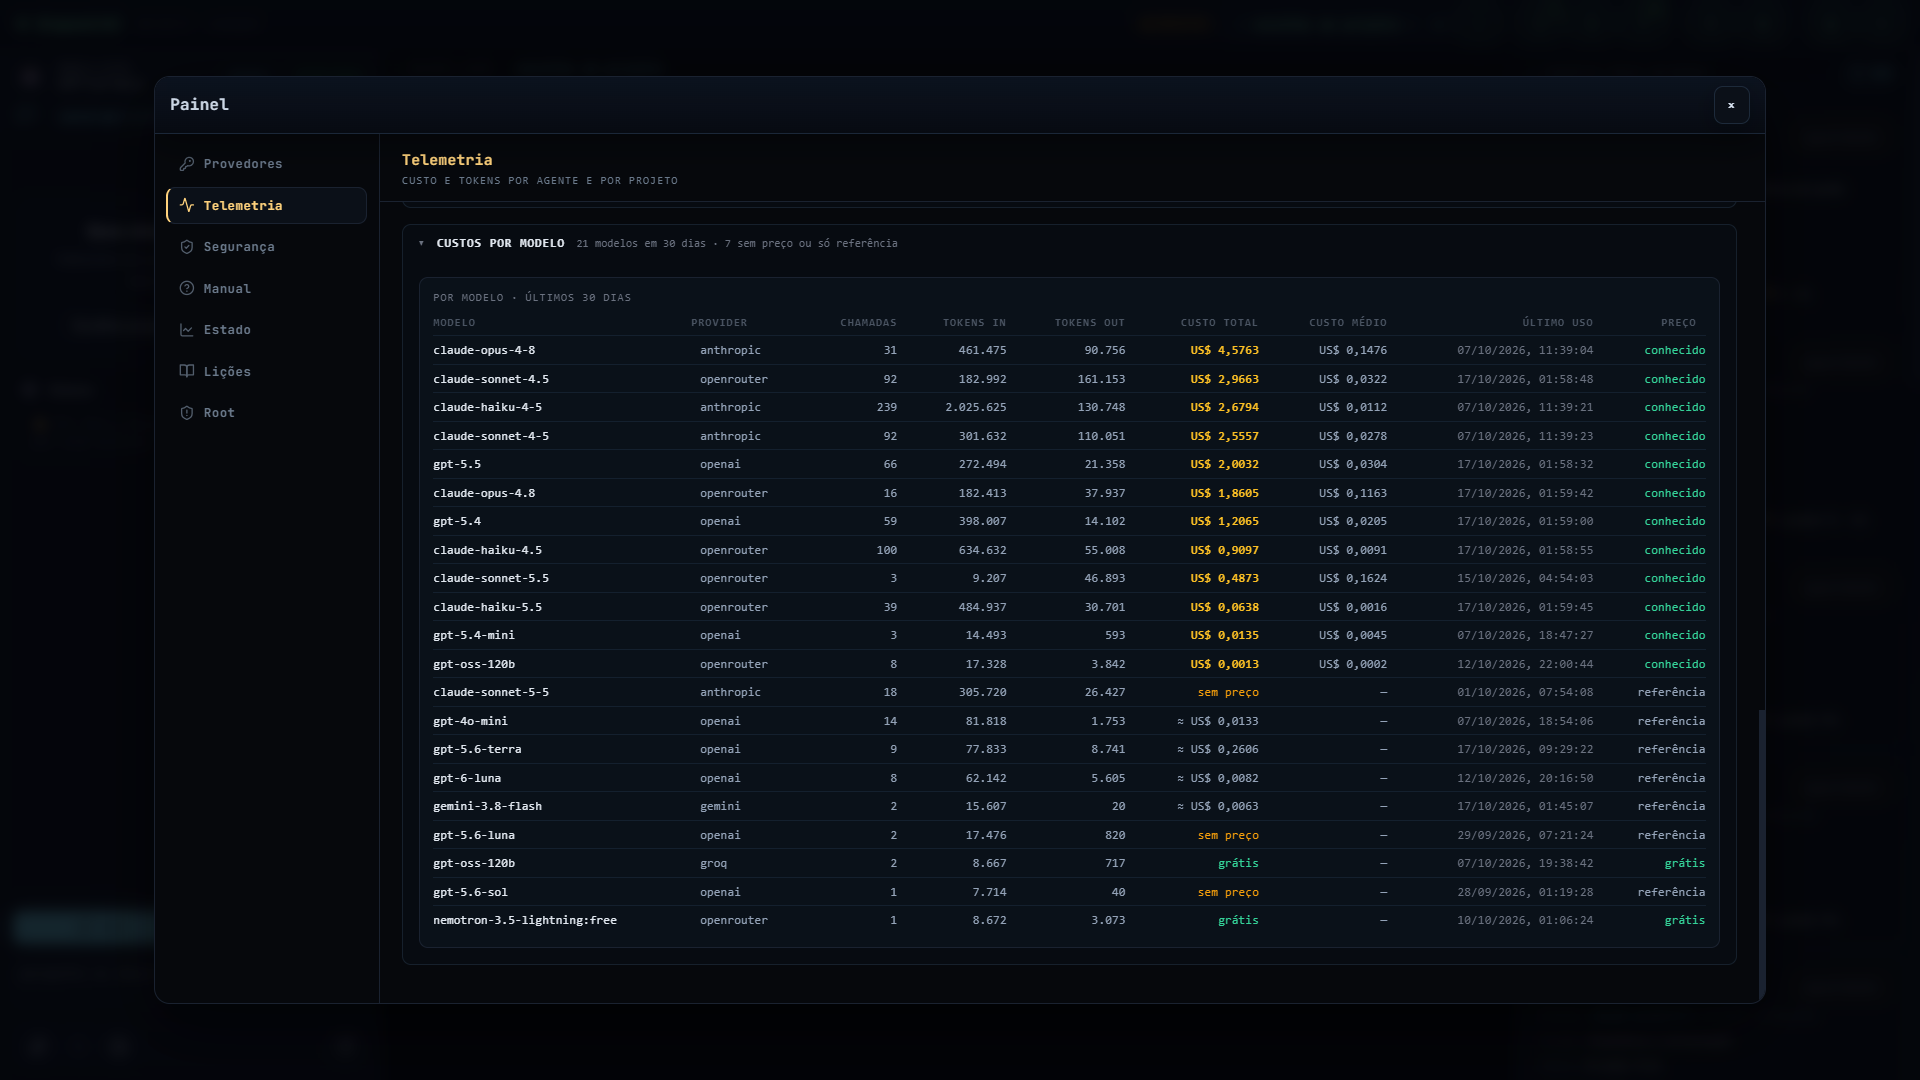 Painel
×
Provedores
Telemetria
Segurança
Manual
Estado
Lições
Root
Telemetria
CUSTO E TOKENS POR AGENTE E POR PROJETO
▾ CUSTOS POR MODELO 21 modelos em 30 dias · 7 sem preço ou só referência
POR MODELO · ÚLTIMOS 30 DIAS
MODELO PROVIDER CHAMADAS TOKENS IN TOKENS OUT CUSTO TOTAL CUSTO MÉDIO ÚLTIMO USO PREÇO
claude-opus-4-8 anthropic 31 461.475 90.756 US$ 4,5763 US$ 0,1476 07/10/2026, 11:39:04 conhecido
claude-sonnet-4.5 openrouter 92 182.992 161.153 US$ 2,9663 US$ 0,0322 17/10/2026, 01:58:48 conhecido
claude-haiku-4-5 anthropic 239 2.025.625 130.748 US$ 2,6794 US$ 0,0112 07/10/2026, 11:39:21 conhecido
claude-sonnet-4-5 anthropic 92 301.632 110.051 US$ 2,5557 US$ 0,0278 07/10/2026, 11:39:23 conhecido
gpt-5.5 openai 66 272.494 21.358 US$ 2,0032 US$ 0,0304 17/10/2026, 01:58:32 conhecido
claude-opus-4.8 openrouter 16 182.413 37.937 US$ 1,8605 US$ 0,1163 17/10/2026, 01:59:42 conhecido
gpt-5.4 openai 59 398.007 14.102 US$ 1,2065 US$ 0,0205 17/10/2026, 01:59:00 conhecido
claude-haiku-4.5 openrouter 100 634.632 55.008 US$ 0,9097 US$ 0,0091 17/10/2026, 01:58:55 conhecido
claude-sonnet-5.5 openrouter 3 9.207 46.893 US$ 0,4873 US$ 0,1624 15/10/2026, 04:54:03 conhecido
claude-haiku-5.5 openrouter 39 484.937 30.701 US$ 0,0638 US$ 0,0016 17/10/2026, 01:59:45 conhecido
gpt-5.4-mini openai 3 14.493 593 US$ 0,0135 US$ 0,0045 07/10/2026, 18:47:27 conhecido
gpt-oss-120b openrouter 8 17.328 3.842 US$ 0,0013 US$ 0,0002 12/10/2026, 22:00:44 conhecido
claude-sonnet-5-5 anthropic 18 305.720 26.427 sem preço — 01/10/2026, 07:54:08 referência
gpt-4o-mini openai 14 81.818 1.753 ≈ US$ 0,0133 — 07/10/2026, 18:54:06 referência
gpt-5.6-terra openai 9 77.833 8.741 ≈ US$ 0,2606 — 17/10/2026, 09:29:22 referência
gpt-6-luna openai 8 62.142 5.605 ≈ US$ 0,0082 — 12/10/2026, 20:16:50 referência
gemini-3.8-flash gemini 2 15.607 20 ≈ US$ 0,0063 — 17/10/2026, 01:45:07 referência
gpt-5.6-luna openai 2 17.476 820 sem preço — 29/09/2026, 07:21:24 referência
gpt-oss-120b groq 2 8.667 717 grátis — 07/10/2026, 19:38:42 grátis
gpt-5.6-sol openai 1 7.714 40 sem preço — 28/09/2026, 01:19:28 referência
nemotron-3.5-lightning:free openrouter 1 8.672 3.073 grátis — 10/10/2026, 01:06:24 grátis